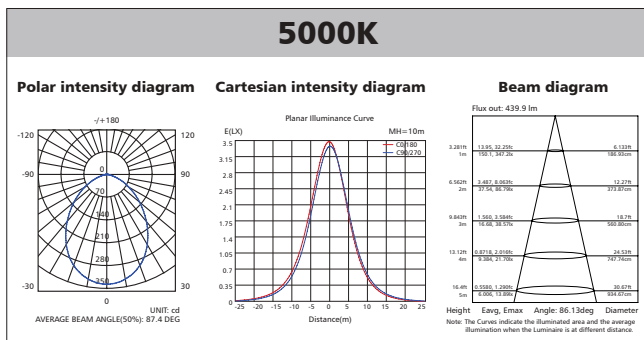 5000K
Polar intensity diagram
-/+180
-120
120
-90
90
-30
30
0
0
70
140
210
280
350
UNIT: cd
AVERAGE BEAM ANGLE(50%): 87.4 DEG
Cartesian intensity diagram
Planar Illuminance Curve
E(LX)
MH=10m
C0/180
C90/270
3.5
3.15
2.8
2.45
2.1
1.75
1.4
1.05
0.7
0.35
0
-25 -20 -15 -10 -5 0 5 10 15 20 25
Distance(m)
Beam diagram
Flux out: 439.9 lm
3.281ft 13.95, 32.25fc 6.133ft
1m 150.1, 347.2lx 186.93cm
6.562ft 3.487, 8.063fc 12.27ft
2m 37.54, 86.79lx 373.87cm
9.843ft 1.560, 3.584fc 18.7ft
3m 16.68, 38.57lx 560.80cm
13.12ft 0.8718, 2.016fc 24.53ft
4m 9.384, 21.70lx 747.74cm
16.4ft 0.5580, 1.290fc 30.67ft
5m 6.006, 13.89lx 934.67cm
Height Eavg, Emax Angle: 86.13deg Diameter
Note: The Curves indicate the illuminated area and the average
illumination when the Luminaire is at different distance.